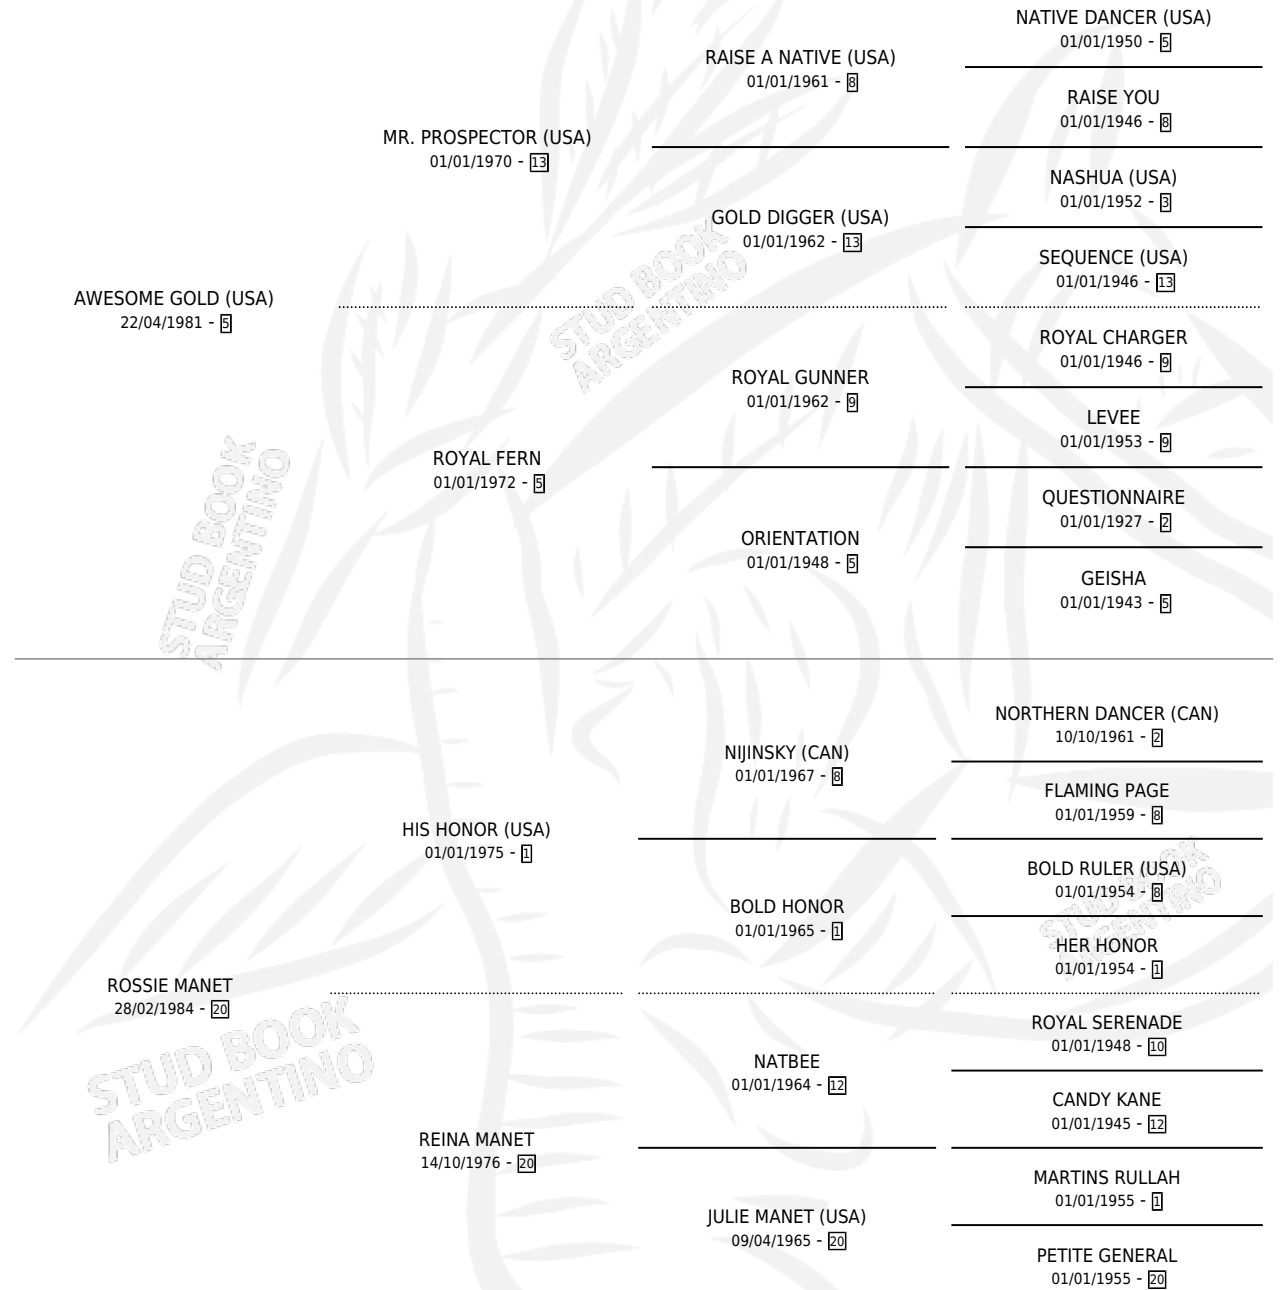 NATIVE DANCER (USA)
01/01/1950 - 5
RAISE A NATIVE (USA)
01/01/1961 - 8
RAISE YOU
01/01/1946 - 8
MR. PROSPECTOR (USA)
01/01/1970 - 13
NASHUA (USA)
01/01/1952 - 3
GOLD DIGGER (USA)
01/01/1962 - 13
SEQUENCE (USA)
01/01/1946 - 13
AWESOME GOLD (USA)
22/04/1981 - 5
STUD BOOK
ARGENTINO
ROYAL CHARGER
01/01/1946 - 9
ROYAL GUNNER
01/01/1962 - 9
LEVEE
01/01/1953 - 9
ROYAL FERN
01/01/1972 - 5
QUESTIONNAIRE
01/01/1927 - 2
ORIENTATION
01/01/1948 - 5
GEISHA
01/01/1943 - 5
STUD BOOK
ARGENTINO
NORTHERN DANCER (CAN)
10/10/1961 - 2
NIJINSKY (CAN)
01/01/1967 - 8
FLAMING PAGE
01/01/1959 - 8
HIS HONOR (USA)
01/01/1975 - 1
BOLD RULER (USA)
01/01/1954 - 8
BOLD HONOR
01/01/1965 - 1
HER HONOR
01/01/1954 - 1
STUD BOOK
ARGENTINO
ROSSIE MANET
28/02/1984 - 20
ROYAL SERENADE
01/01/1948 - 10
NATBEE
01/01/1964 - 12
CANDY KANE
01/01/1945 - 12
STUD BOOK
ARGENTINO
REINA MANET
14/10/1976 - 20
MARTINS RULLAH
01/01/1955 - 1
JULIE MANET (USA)
09/04/1965 - 20
PETITE GENERAL
01/01/1955 - 20